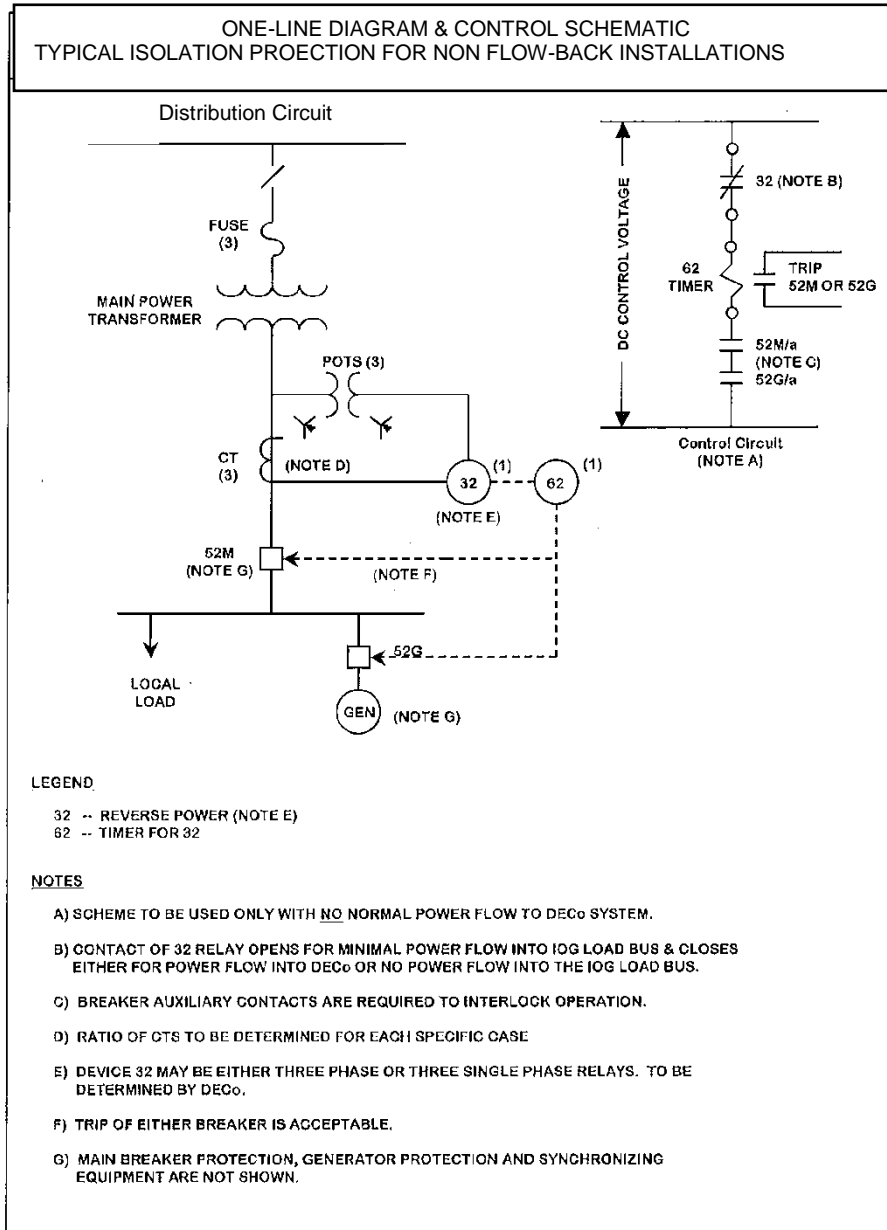 ONE-LINE DIAGRAM & CONTROL SCHEMATIC
TYPICAL ISOLATION PROECTION FOR NON FLOW-BACK INSTALLATIONS
Distribution Circuit
FUSE
(3)
MAIN POWER
TRANSFORMER
POTS (3)
CT
(3)
(NOTE D)
32
(1)
62
(1)
(NOTE E)
52M
(NOTE G)
(NOTE F)
52G
LOCAL
LOAD
GEN
(NOTE G)
DC CONTROL VOLTAGE
32 (NOTE B)
62
TIMER
TRIP
52M OR 52G
52M/a
(NOTE C)
52G/a
Control Circuit
(NOTE A)
LEGEND
32 -- REVERSE POWER (NOTE E)
62 -- TIMER FOR 32
NOTES
A) SCHEME TO BE USED ONLY WITH NO NORMAL POWER FLOW TO DECo SYSTEM.
B) CONTACT OF 32 RELAY OPENS FOR MINIMAL POWER FLOW INTO IOG LOAD BUS & CLOSES
EITHER FOR POWER FLOW INTO DECo OR NO POWER FLOW INTO THE IOG LOAD BUS.
C) BREAKER AUXILIARY CONTACTS ARE REQUIRED TO INTERLOCK OPERATION.
D) RATIO OF CTS TO BE DETERMINED FOR EACH SPECIFIC CASE
E) DEVICE 32 MAY BE EITHER THREE PHASE OR THREE SINGLE PHASE RELAYS. TO BE
DETERMINED BY DECo.
F) TRIP OF EITHER BREAKER IS ACCEPTABLE.
G) MAIN BREAKER PROTECTION, GENERATOR PROTECTION AND SYNCHRONIZING
EQUIPMENT ARE NOT SHOWN.